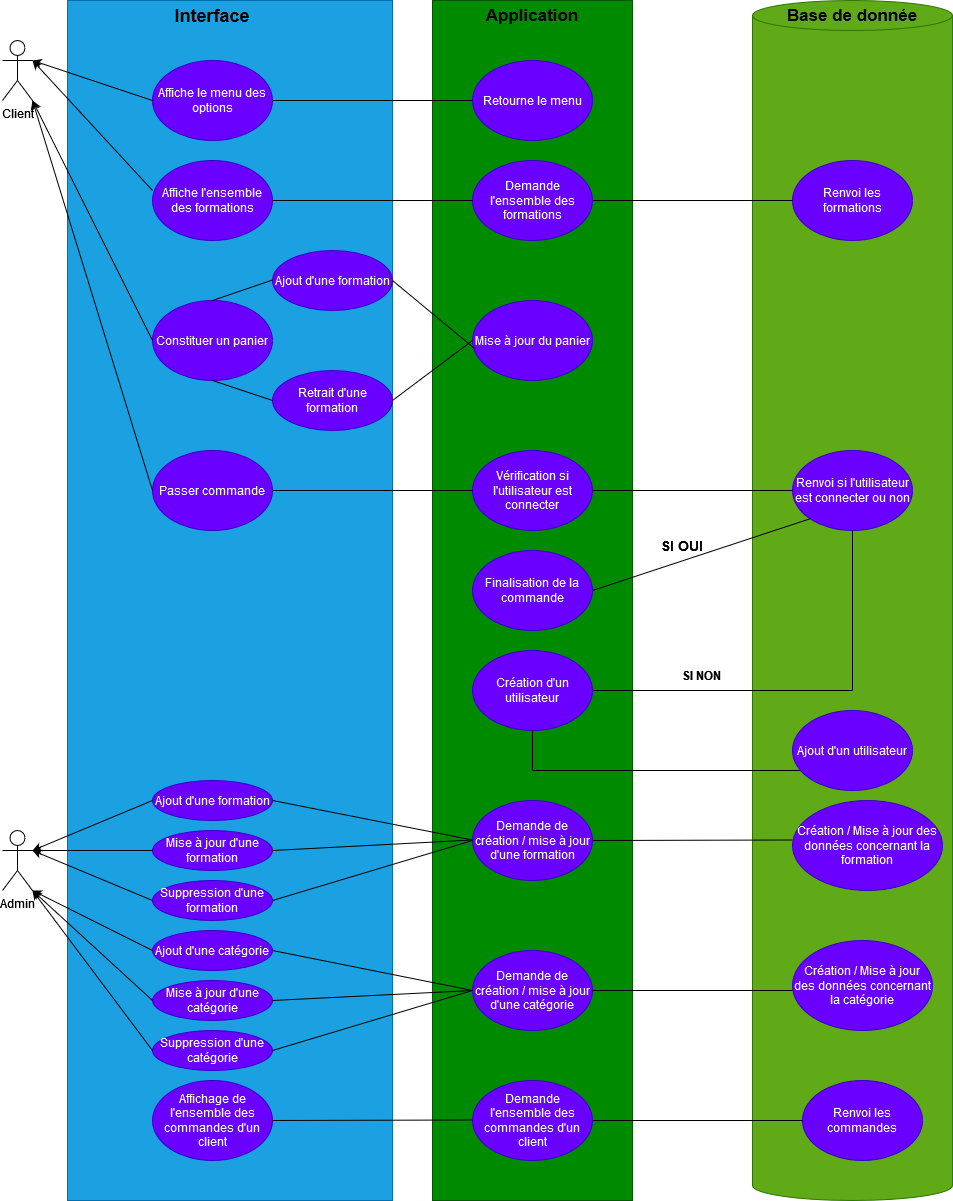 Interface
Application
Base de donnée
Client
Affiche le menu des
options
Retourne le menu
Affiche l'ensemble
des formations
Demande
l'ensemble des
formations
Renvoi les
formations
Ajout d'une formation
Constituer un panier
Mise à jour du panier
Retrait d'une
formation
Passer commande
Vérification si
l'utilisateur est
connecter
Renvoi si l'utilisateur
est connecter ou non
SI OUI
Finalisation de la
commande
SI NON
Création d'un
utilisateur
Ajout d'un utilisateur
Admin
Ajout d'une formation
Mise à jour d'une
formation
Suppression d'une
formation
Demande de
création / mise à jour
d'une formation
Création / Mise à jour des
données concernant la
formation
Ajout d'une catégorie
Mise à jour d'une
catégorie
Suppression d'une
catégorie
Demande de
création / mise à jour
d'une catégorie
Création / Mise à jour
des données concernant
la catégorie
Affichage de
l'ensemble des
commandes d'un
client
Demande
l'ensemble des
commandes d'un
client
Renvoi les
commandes